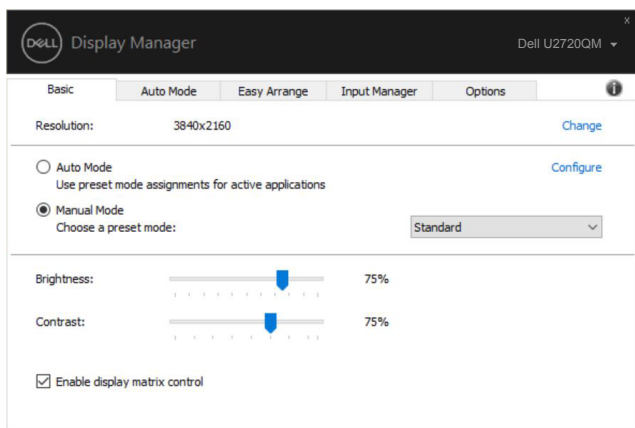 x
DELL Display Manager
Dell U2720QM
Basic Auto Mode Easy Arrange Input Manager Options
Resolution: 3840x2160 Change
Auto Mode Configure
Use preset mode assignments for active applications
Manual Mode
Choose a preset mode: Standard
Brightness: 75%
Contrast: 75%
Enable display matrix control